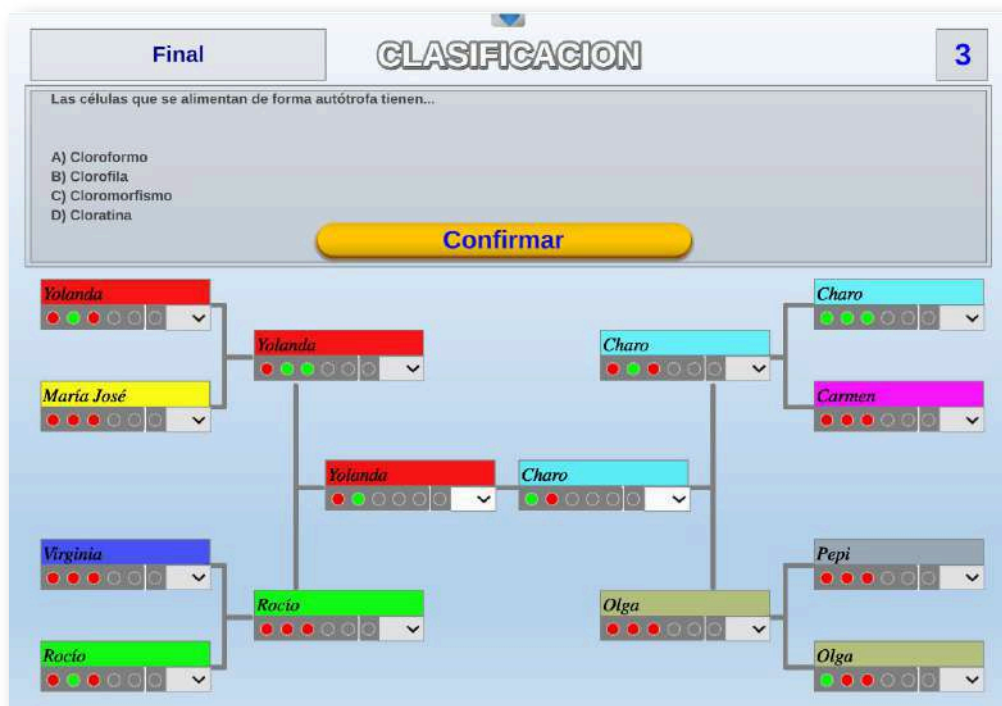 Final
CLASIFICACION
3
Las células que se alimentan de forma autótrofa tienen...
A) Cloroformo
B) Clorofila
C) Cloromorfismo
D) Cloratina
Confirmar
Yolanda
Charo
Yolanda
Charo
María José
Carmen
Yolanda
Charo
Virginia
Pepi
Rocío
Olga
Rocío
Olga